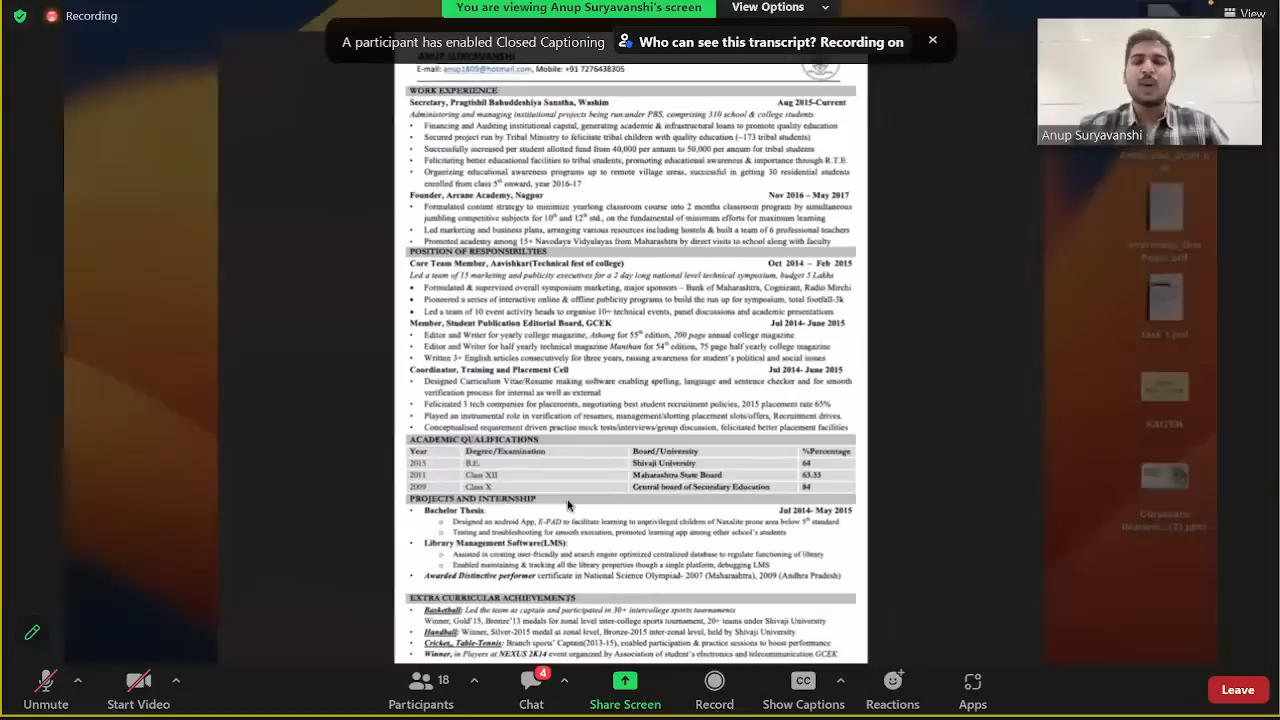 Recording
You are viewing Anup Suryavanshi's screen
View Options
View
A participant has enabled Closed Captioning
Who can see this transcript? Recording on
Anup Suryavanshi
ANUP SURYAVANSHI
E-mail: anup1809@hotmail.com, Mobile: +91 7276438305
WORK EXPERIENCE
Secretary, Pragtishil Bahuddeshiya Sanstha, Washim Aug 2015-Current
Administering and managing institutional projects being run under PBS, comprising 310 school & college students
• Financing and Auditing institutional capital, generating academic & infrastructural loans to promote quality education
• Secured project run by Tribal Ministry to felicitate tribal children with quality education (~173 tribal students)
• Successfully increased per student allotted fund from 40,000 per annum to 50,000 per annum for tribal students
• Felicitating better educational facilities to tribal students, promoting educational awareness & importance through R.T.E
• Organizing educational awareness programs up to remote village areas, successful in getting 30 residential students
enrolled from class 5th onward, year 2016-17
Founder, Arcane Academy, Nagpur Nov 2016 – May 2017
• Formulated content strategy to minimize yearlong classroom course into 2 months classroom program by simultaneous
jumbling competitive subjects for 10th and 12th std., on the fundamental of minimum efforts for maximum learning
• Led marketing and business plans, arranging various resources including hostels & built a team of 6 professional teachers
• Promoted academy among 15+ Navodaya Vidyalayas from Maharashtra by direct visits to school along with faculty
POSITION OF RESPONSIBILTIES
Core Team Member, Aavishkar(Technical fest of college) Oct 2014 – Feb 2015
Led a team of 15 marketing and publicity executives for a 2 day long national level technical symposium, budget 5 Lakhs
• Formulated & supervised overall symposium marketing, major sponsors – Bank of Maharashtra, Cognizant, Radio Mirchi
• Pioneered a series of interactive online & offline publicity programs to build the run up for symposium, total footfall-3k
• Led a team of 10 event activity heads to organise 10+ technical events, panel discussions and academic presentations
Member, Student Publication Editorial Board, GCEK Jul 2014- June 2015
• Editor and Writer for yearly college magazine, Athang for 55th edition, 200 page annual college magazine
• Editor and Writer for half yearly technical magazine Manthan for 54th edition, 75 page half yearly college magazine
• Written 3+ English articles consecutively for three years, raising awareness for student's political and social issues
Coordinator, Training and Placement Cell Jul 2014- June 2015
• Designed Curriculum Vitae/Resume making software enabling spelling, language and sentence checker and for smooth
verification process for internal as well as external
• Felicitated 3 tech companies for placements, negotiating best student recruitment policies, 2015 placement rate 65%
• Played an instrumental role in verification of resumes, management/slotting placement slots/offers, Recruitment drives.
• Conceptualised requirement driven practise mock tests/interviews/group discussion, felicitated better placement facilities
ACADEMIC QUALIFICATIONS
Year Degree/Examination Board/University %Percentage
2015 B.E. Shivaji University 64
2011 Class XII Maharashtra State Board 63.33
2009 Class X Central board of Secondary Education 84
PROJECTS AND INTERNSHIP
• Bachelor Thesis: Jul 2014- May 2015
o Designed an android App, E-PAD to facilitate learning to unprivileged children of Naxalite prone area below 5th standard
o Testing and troubleshooting for smooth execution, promoted learning app among other school's students
• Library Management Software(LMS):
o Assisted in creating user-friendly and search engine optimized centralized database to regulate functioning of library
o Enabled maintaining & tracking all the library properties though a single platform, debugging LMS
• Awarded Distinctive performer certificate in National Science Olympiad- 2007 (Maharashtra), 2009 (Andhra Pradesh)
EXTRA CURRICULAR ACHIEVEMENTS
• Basketball: Led the team as captain and participated in 30+ intercollege sports tournaments
Winner, Gold'15, Bronze'13 medals for zonal level inter-college sports tournament, 20+ teams under Shivaji University
• Handball: Winner, Silver-2015 medal at zonal level, Bronze-2015 inter-zonal level, held by Shivaji University
• Cricket, Table-Tennis: Branch sports' Captain(2013-15), enabled participation & practice sessions to boost performance
• Winner, in Players at NEXUS 2K14 event organized by Association of student's electronics and telecommunication GCEK
task 1.pdf
KAIZEN
Unmute
Start Video
18
Participants
4
Chat
Share Screen
Record
CC
Show Captions
Reactions
Apps
Leave